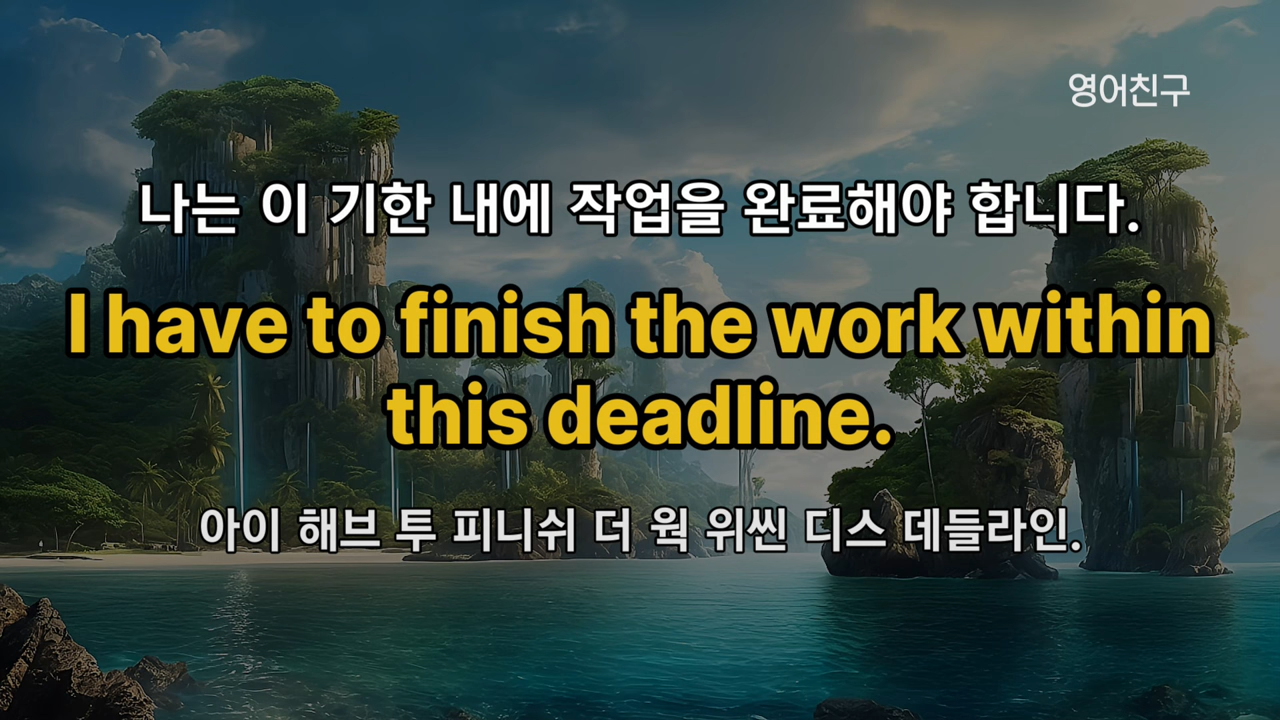 영어친구
나는 이 기한 내에 작업을 완료해야 합니다.
I have to finish the work within
this deadline.
아이 해브 투 피니쉬 더 웍 위씬 디스 데들라인.